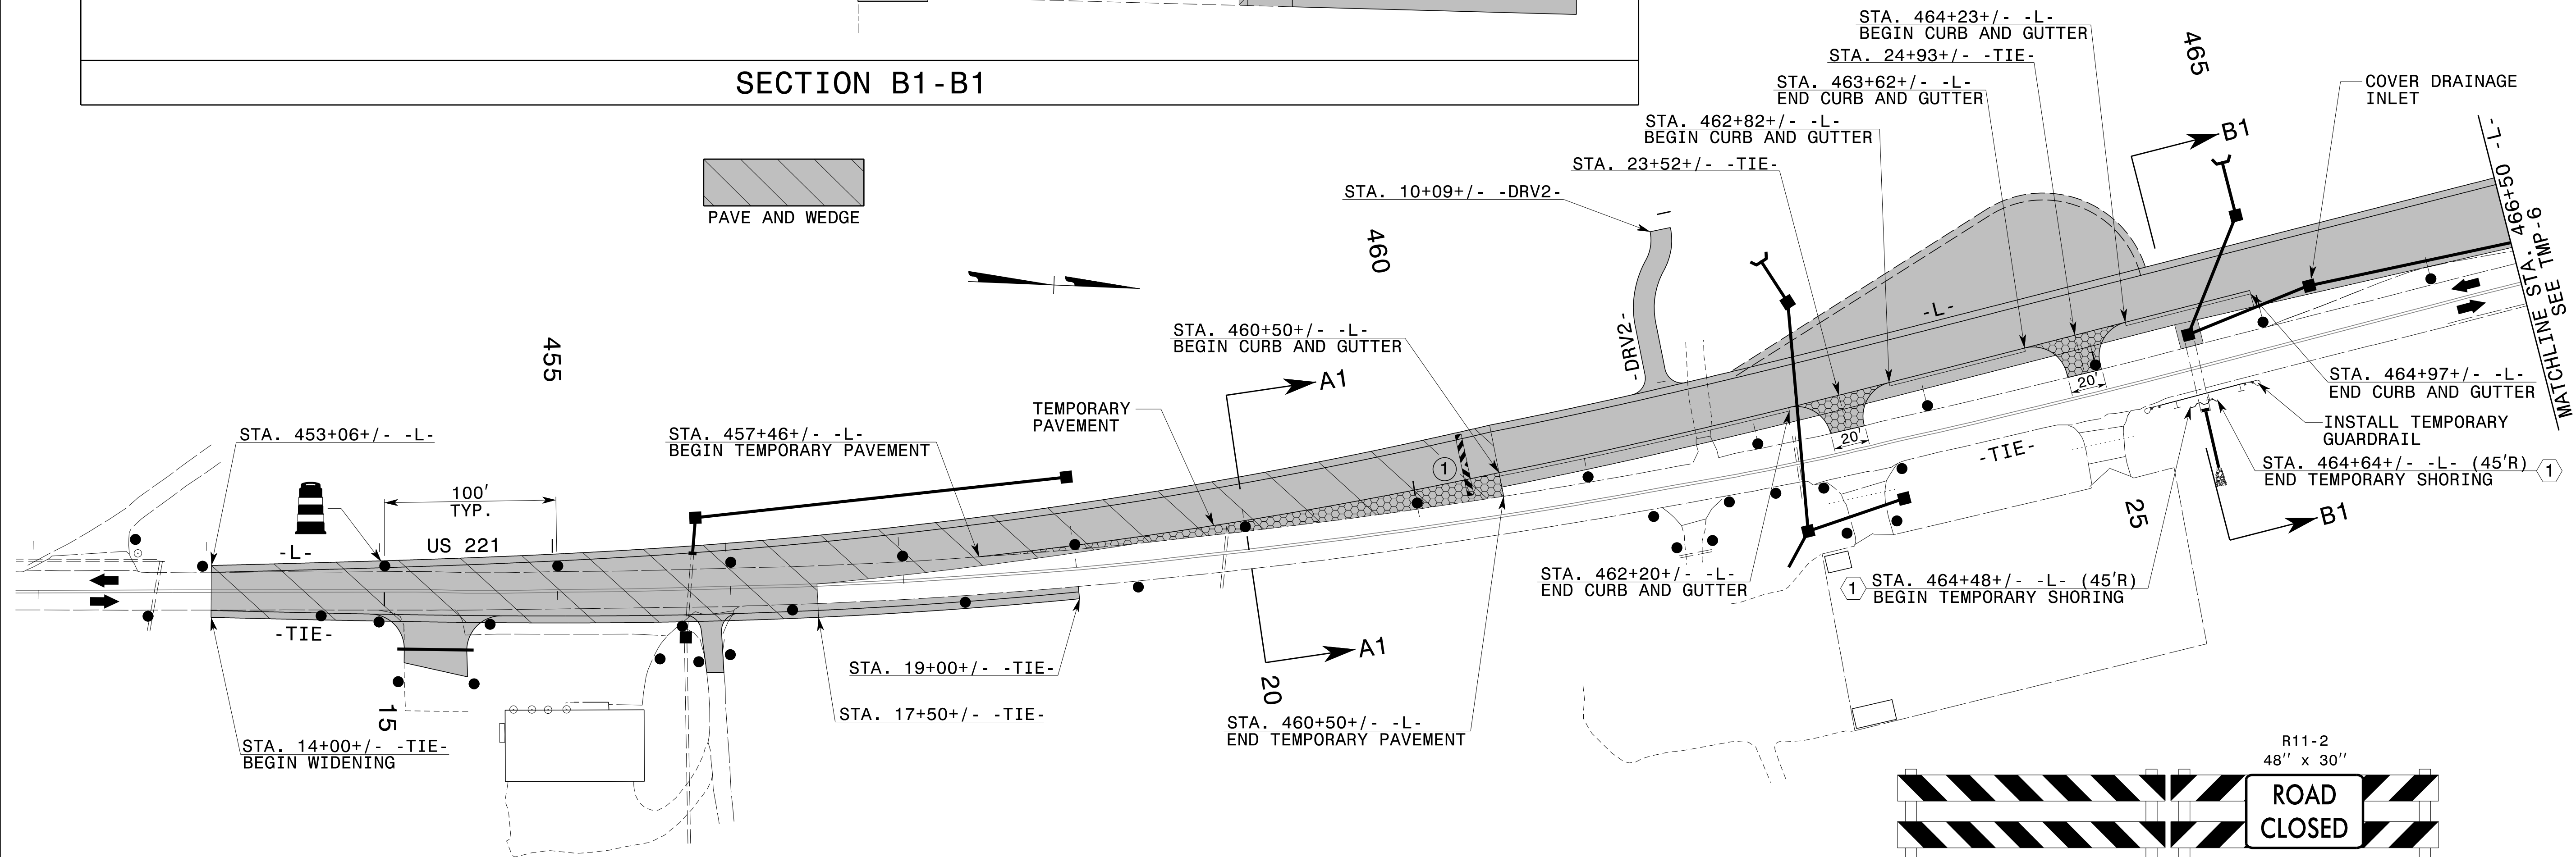 SECTION B1-B1
PAVE AND WEDGE
STA. 464+23+/- -L-
BEGIN CURB AND GUTTER
STA. 24+93+/- -TIE-
STA. 463+62+/- -L-
END CURB AND GUTTER
STA. 462+82+/- -L-
BEGIN CURB AND GUTTER
STA. 23+52+/- -TIE-
STA. 10+09+/- -DRV2-
465
COVER DRAINAGE
INLET
B1
MATCHLINE STA. 466+50 -L-
SEE TMP-6
460
-DRV2-
-L-
455
STA. 460+50+/- -L-
BEGIN CURB AND GUTTER
A1
TEMPORARY
PAVEMENT
STA. 453+06+/- -L-
STA. 457+46+/- -L-
BEGIN TEMPORARY PAVEMENT
1
20'
20'
STA. 464+97+/- -L-
END CURB AND GUTTER
INSTALL TEMPORARY
GUARDRAIL
-TIE-
STA. 464+64+/- -L- (45'R)
END TEMPORARY SHORING
1
100'
TYP.
-L-
US 221
25
B1
STA. 462+20+/- -L-
END CURB AND GUTTER
1
STA. 464+48+/- -L- (45'R)
BEGIN TEMPORARY SHORING
-TIE-
A1
STA. 19+00+/- -TIE-
20
15
STA. 17+50+/- -TIE-
STA. 460+50+/- -L-
END TEMPORARY PAVEMENT
STA. 14+00+/- -TIE-
BEGIN WIDENING
R11-2
48'' x 30''
ROAD
CLOSED